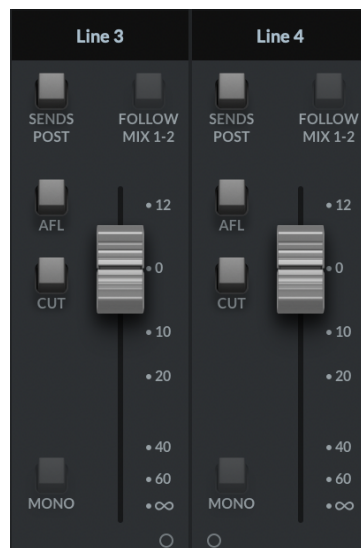 Line 3
Line 4
SENDS
POST
FOLLOW
MIX 1-2
SENDS
POST
FOLLOW
MIX 1-2
AFL
12
AFL
12
CUT
0
CUT
0
10
10
20
20
40
40
60
60
MONO
∞
MONO
∞